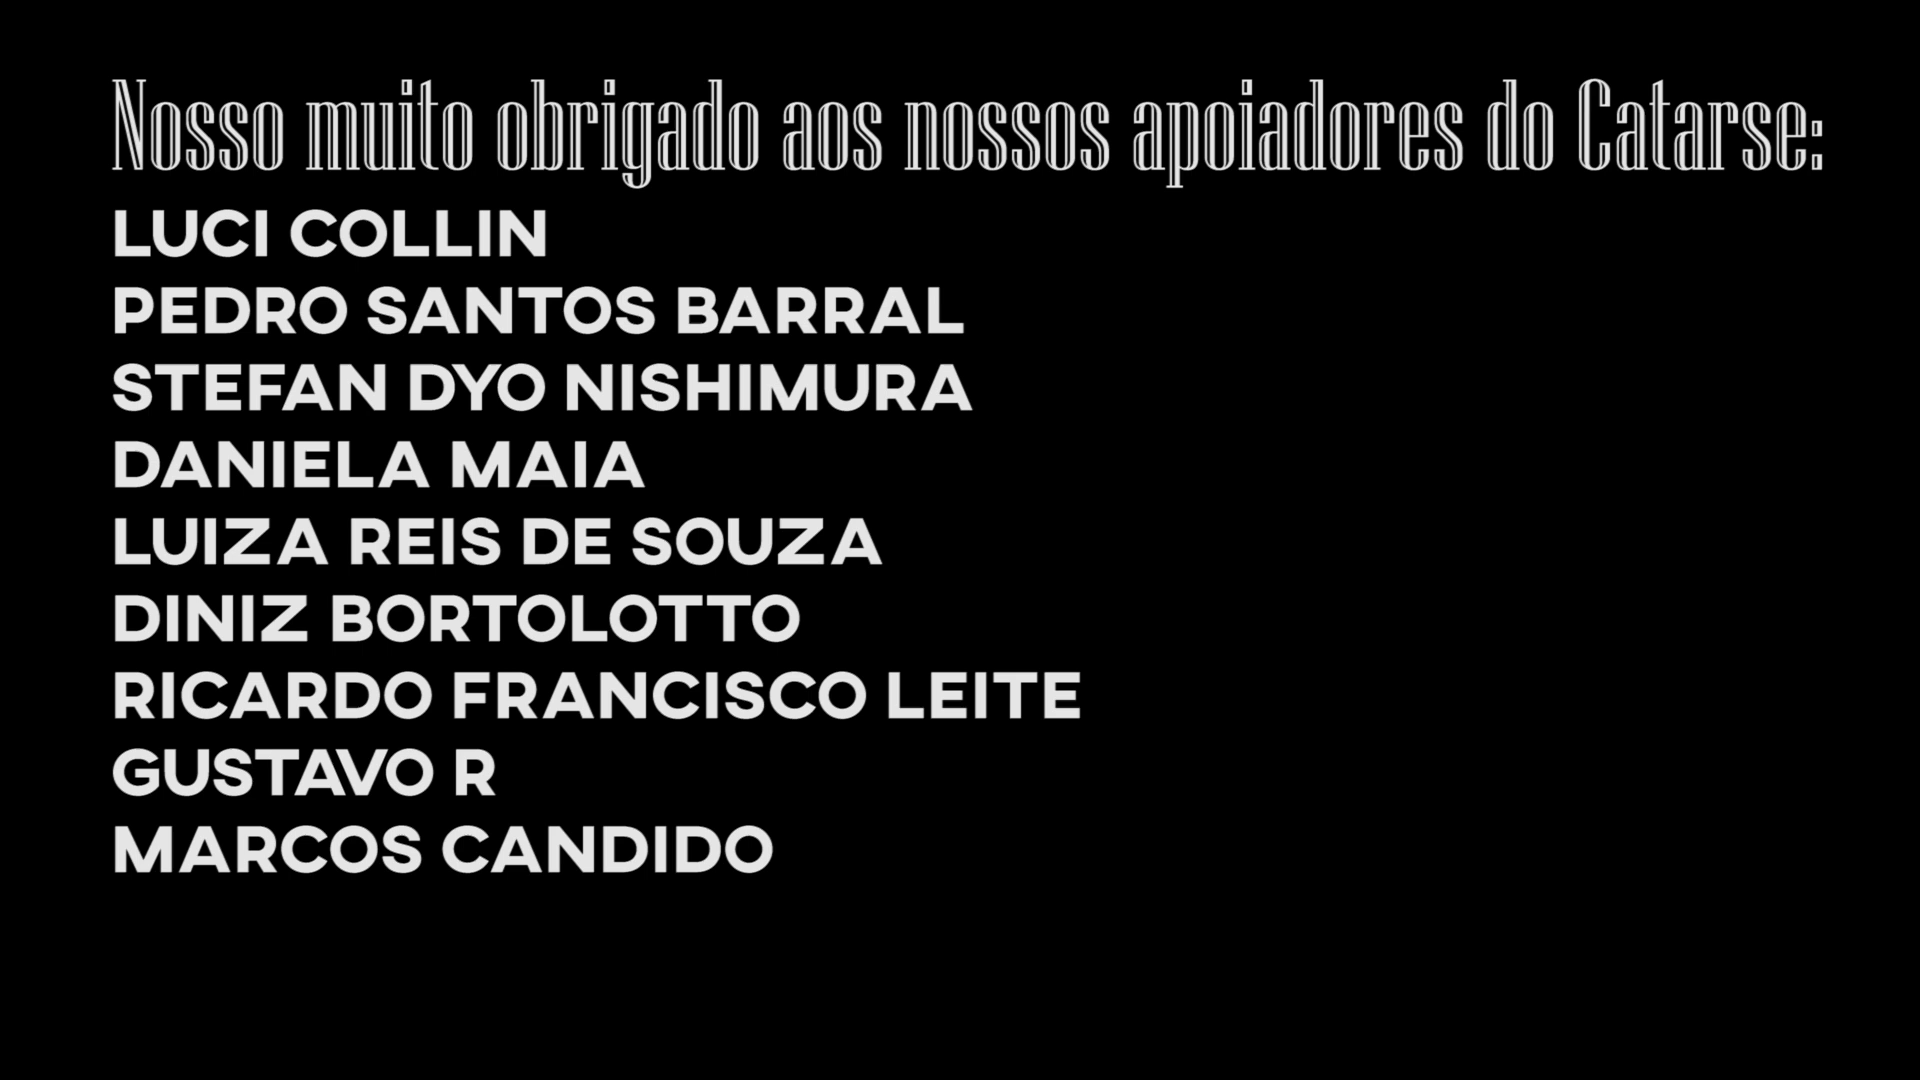 Nosso muito obrigado aos nossos apoiadores do Catarse:
LUCI COLLIN
PEDRO SANTOS BARRAL
STEFAN DYO NISHIMURA
DANIELA MAIA
LUIZA REIS DE SOUZA
DINIZ BORTOLOTTO
RICARDO FRANCISCO LEITE
GUSTAVO R
MARCOS CANDIDO